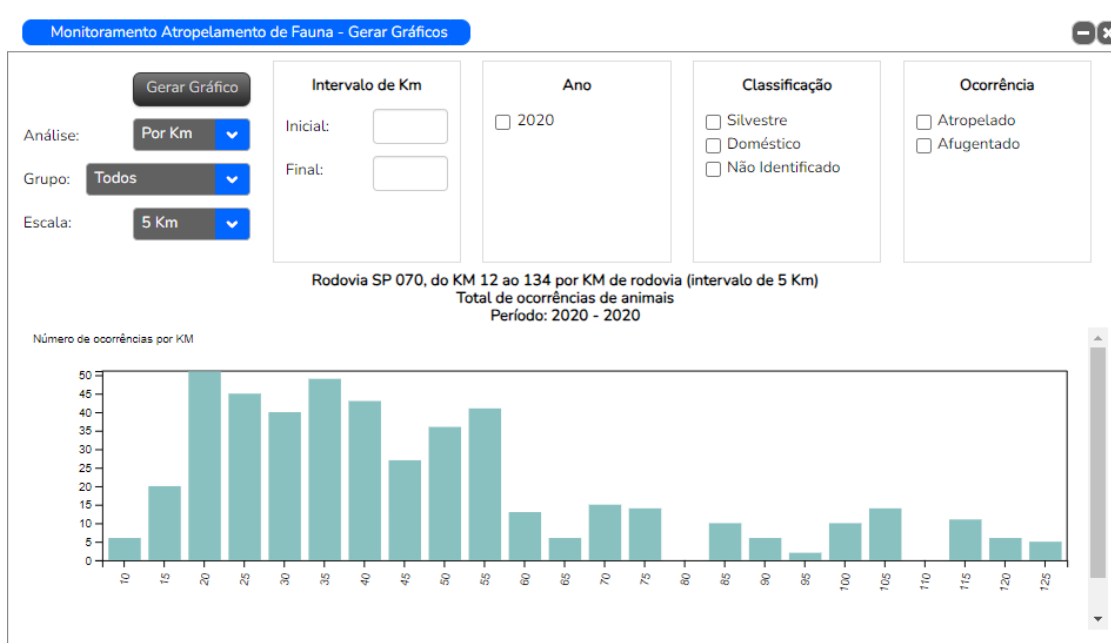 Monitoramento Atropelamento de Fauna - Gerar Gráficos
Gerar Gráfico
Análise: Por Km
Grupo: Todos
Escala: 5 Km
Intervalo de Km
Inicial:
Final:
Ano
2020
Classificação
Silvestre
Doméstico
Não Identificado
Ocorrência
Atropelado
Afugentado
Rodovia SP 070, do KM 12 ao 134 por KM de rodovia (intervalo de 5 Km)
Total de ocorrências de animais
Período: 2020 - 2020
Número de ocorrências por KM
50
45
40
35
30
25
20
15
10
5
0
10 15 20 25 30 35 40 45 50 55 60 65 70 75 80 85 90 95 100 105 110 115 120 125